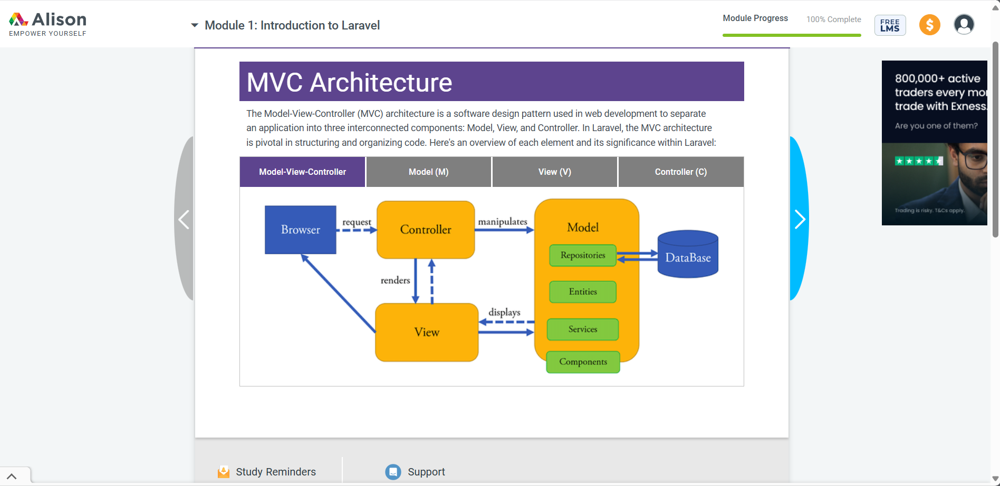 Alison
EMPOWER YOURSELF
Module 1: Introduction to Laravel
Module Progress
100% Complete
FREE
LMS
$
MVC Architecture
The Model-View-Controller (MVC) architecture is a software design pattern used in web development to separate
an application into three interconnected components: Model, View, and Controller. In Laravel, the MVC architecture
is pivotal in structuring and organizing code. Here's an overview of each element and its significance within Laravel:
Model-View-Controller
Model (M)
View (V)
Controller (C)
Browser
request
Controller
manipulates
Model
Repositories
DataBase
renders
Entities
displays
View
Services
Components
800,000+ active
traders every mo
trade with Exness.
Are you one of them?
Trading is risky. T&Cs apply.
Study Reminders
Support